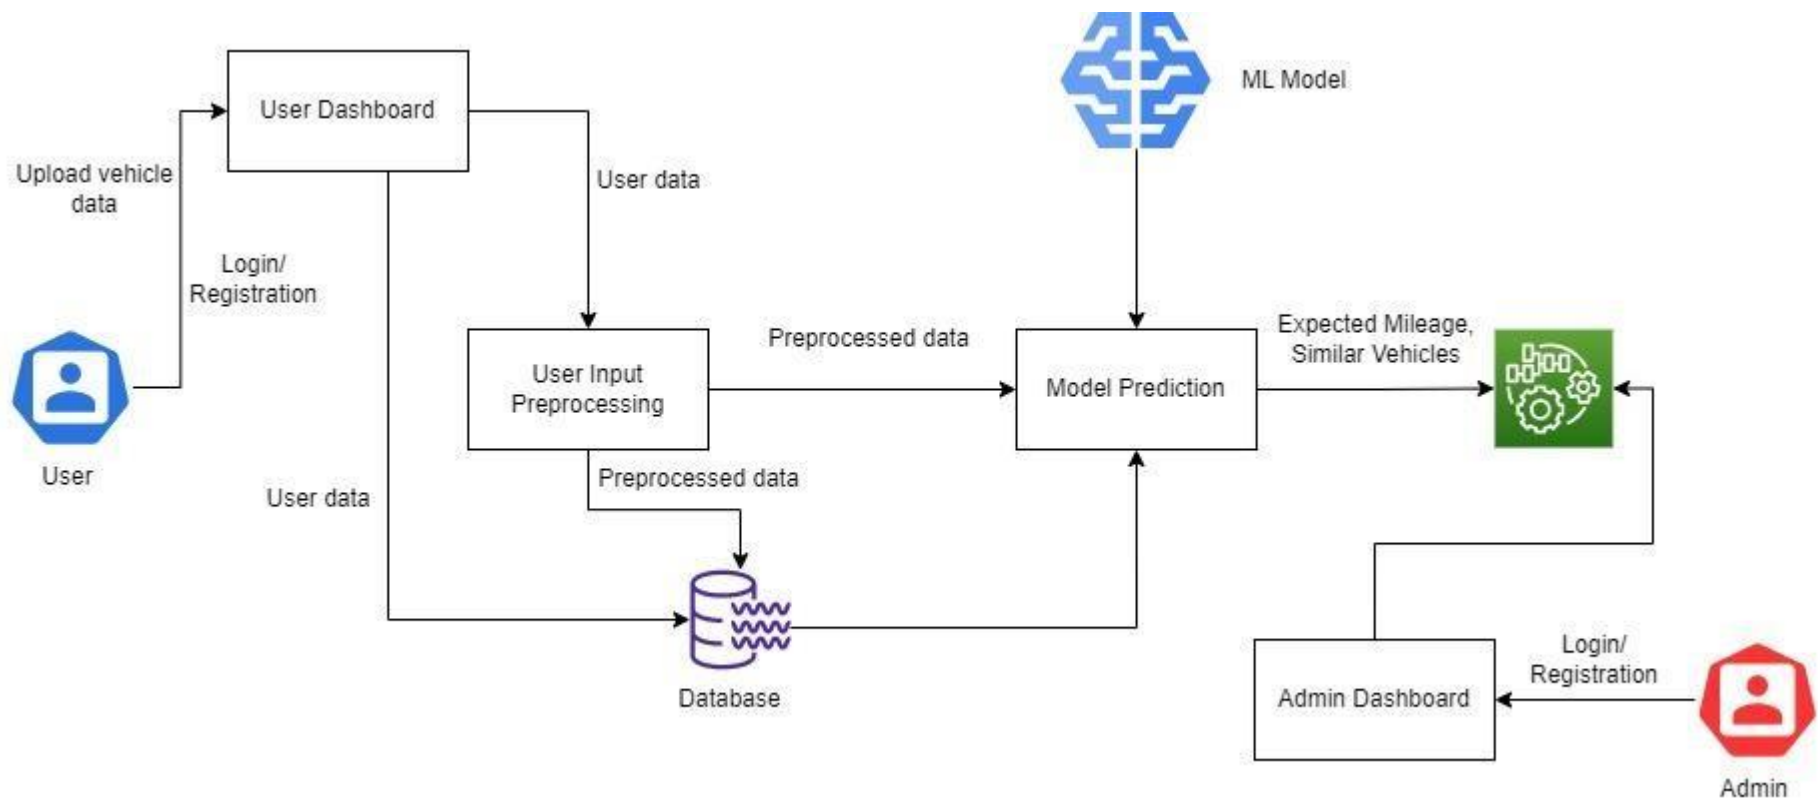 User Dashboard
ML Model
Upload vehicle
data
User data
Login/
Registration
Expected Mileage,
Similar Vehicles
Preprocessed data
User Input
Preprocessing
Model Prediction
User
Preprocessed data
User data
Login/
Registration
Database
Admin Dashboard
Admin